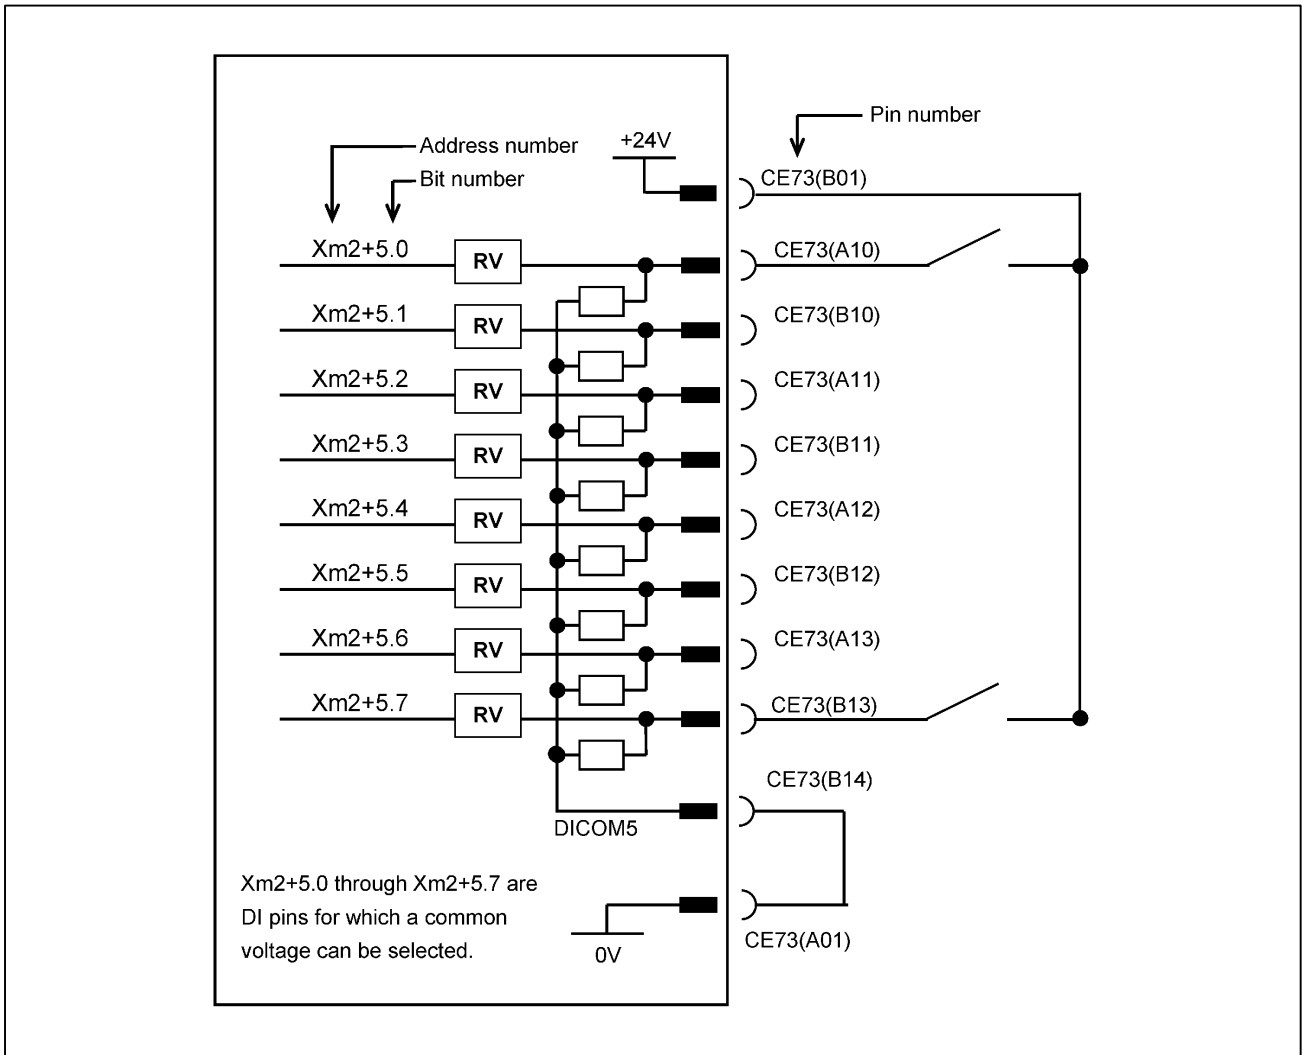 Pin number
Address number
+24V
Bit number
CE73(B01)
Xm2+5.0
RV
CE73(A10)
Xm2+5.1
RV
CE73(B10)
Xm2+5.2
RV
CE73(A11)
Xm2+5.3
RV
CE73(B11)
Xm2+5.4
RV
CE73(A12)
Xm2+5.5
RV
CE73(B12)
Xm2+5.6
RV
CE73(A13)
Xm2+5.7
RV
CE73(B13)
CE73(B14)
DICOM5
Xm2+5.0 through Xm2+5.7 are
DI pins for which a common
voltage can be selected.
0V
CE73(A01)